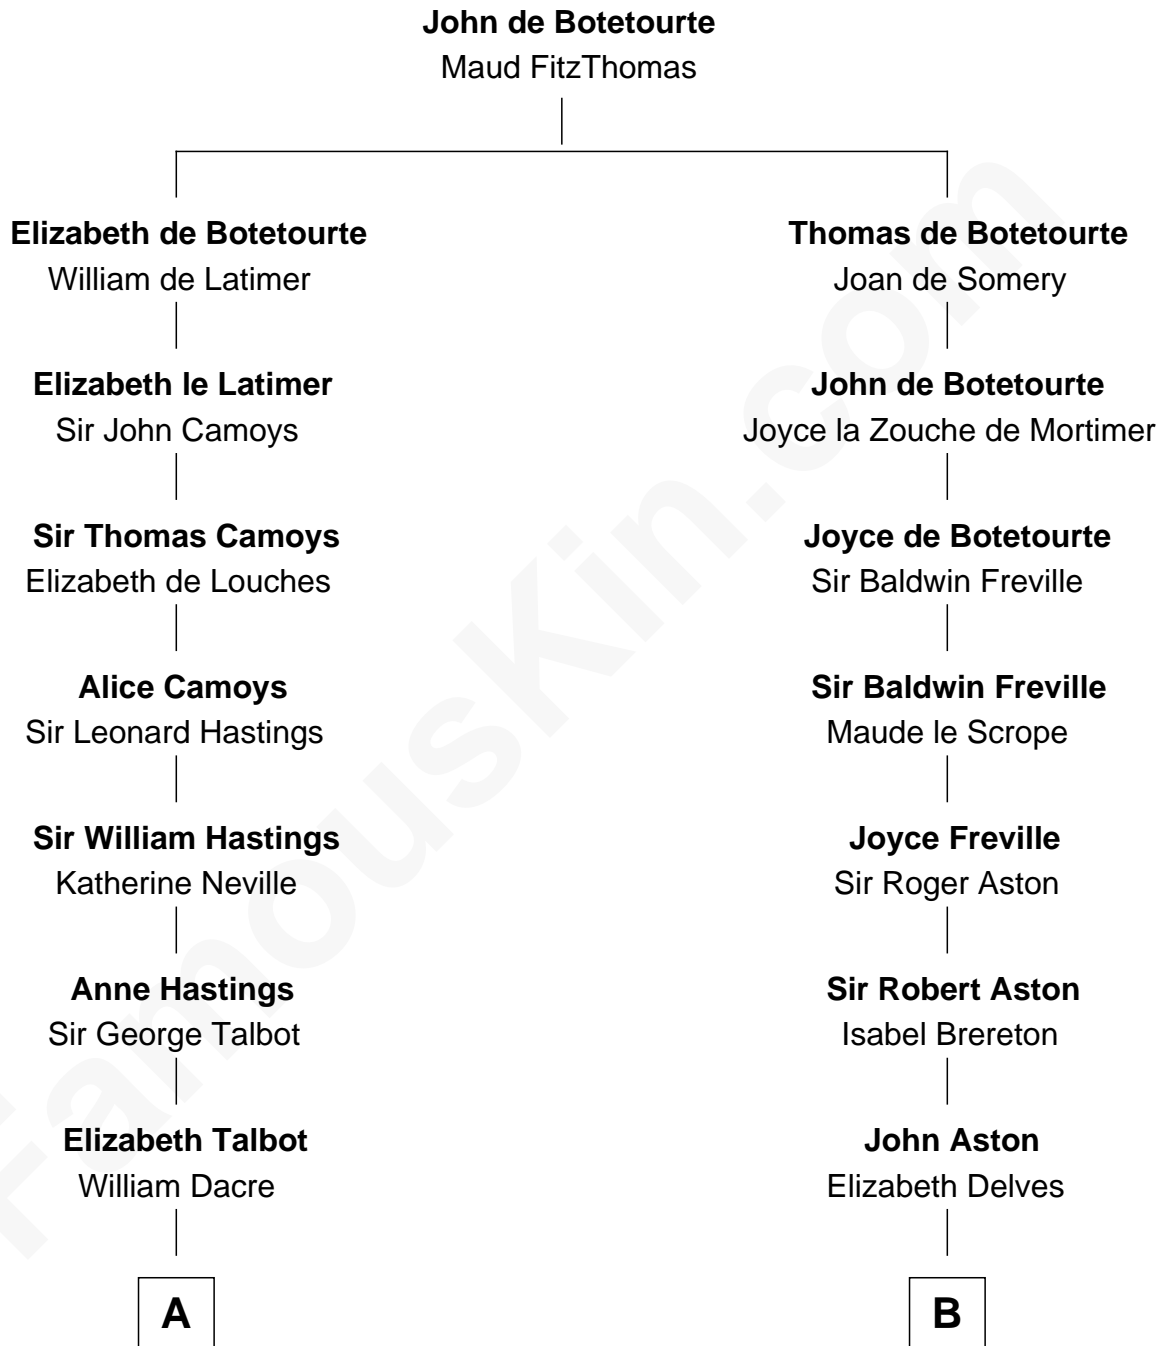 John de Botetourte
Maud FitzThomas
Elizabeth de Botetourte
William de Latimer
Elizabeth le Latimer
Sir John Camoys
Sir Thomas Camoys
Elizabeth de Louches
Alice Camoys
Sir Leonard Hastings
Sir William Hastings
Katherine Neville
Anne Hastings
Sir George Talbot
Elizabeth Talbot
William Dacre
A
Thomas de Botetourte
Joan de Somery
John de Botetourte
Joyce la Zouche de Mortimer
Joyce de Botetourte
Sir Baldwin Freville
Sir Baldwin Freville
Maude le Scrope
Joyce Freville
Sir Roger Aston
Sir Robert Aston
Isabel Brereton
John Aston
Elizabeth Delves
B
FamousKin.com